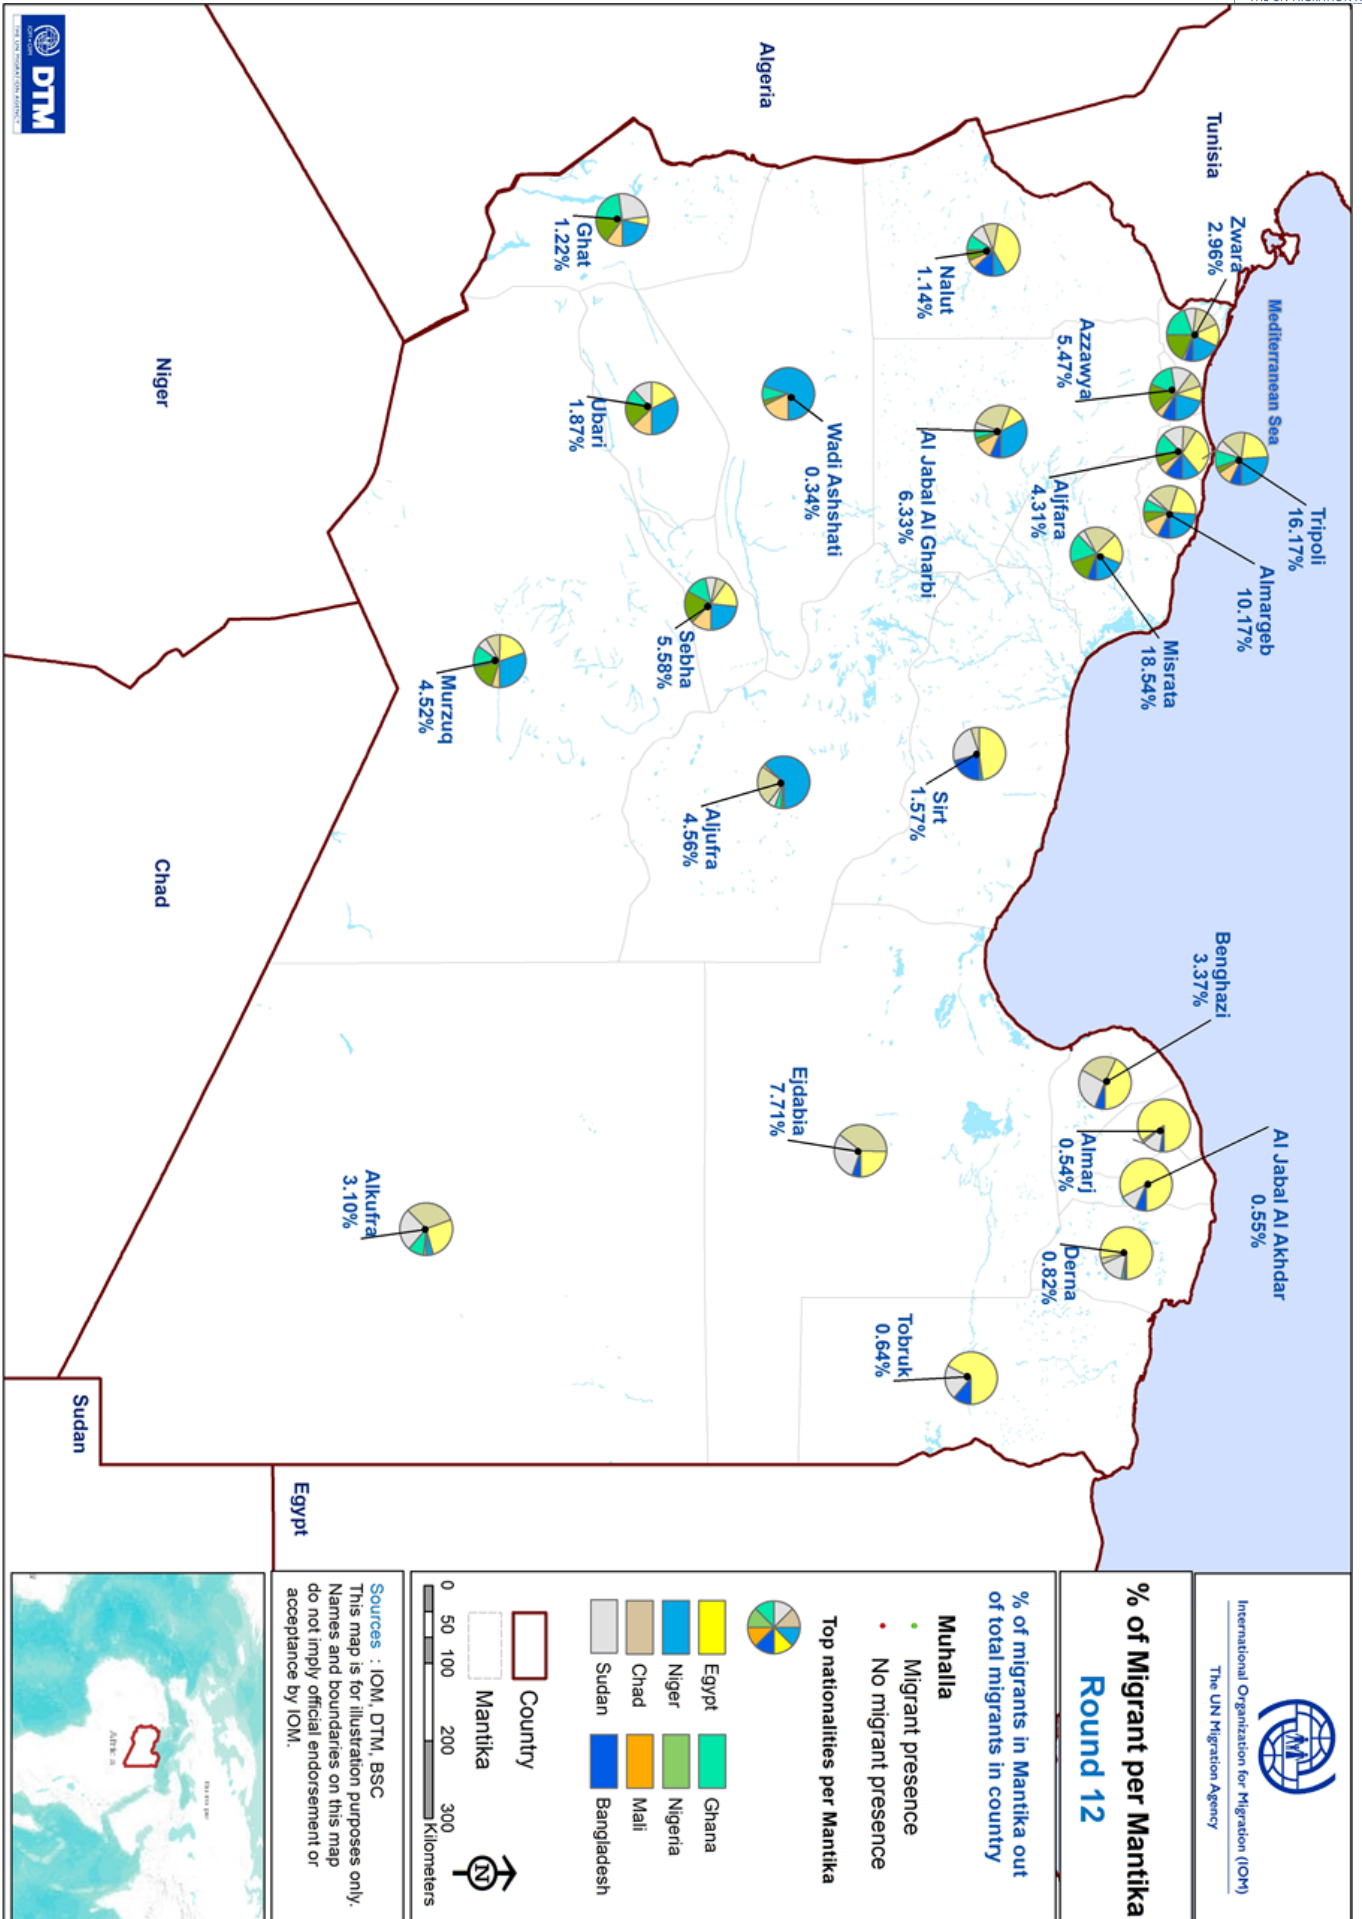 International Organization for Migration (IOM)
The UN Migration Agency
% of Migrant per Mantika
Round 12
% of migrants in Mantika out
of total migrants in country
Muhalla
Migrant presence
No migrant presence
Top nationalities per Mantika
Egypt
Niger
Chad
Sudan
Ghana
Nigeria
Mali
Bangladesh
Country
Mantika
0 50 100 200 300
Kilometers
N
Sources : IOM, DTM, BSC
This map is for illustration purposes only.
Names and boundaries on this map
do not imply official endorsement or
acceptance by IOM.
Africa
Tunisia
Algeria
Niger
Chad
Sudan
Egypt
Mediterranean Sea
Zwara
2.96%
Tripoli
16.17%
Almargeb
10.17%
Misrata
18.54%
Azzawya
5.47%
Aljfara
4.31%
Nalut
1.14%
Al Jabal Al Gharbi
6.33%
Wadi Ashshati
0.34%
Ghat
1.22%
Ubari
1.87%
Sebha
5.58%
Murzuq
4.52%
Aljufra
4.56%
Sirt
1.57%
Benghazi
3.37%
Al Jabal Al Akhdar
0.55%
Almarj
0.54%
Derna
0.82%
Tobruk
0.64%
Ejdabia
7.71%
Alkufra
3.10%
DTM
IOM • OIM
THE UN MIGRATION AGENCY